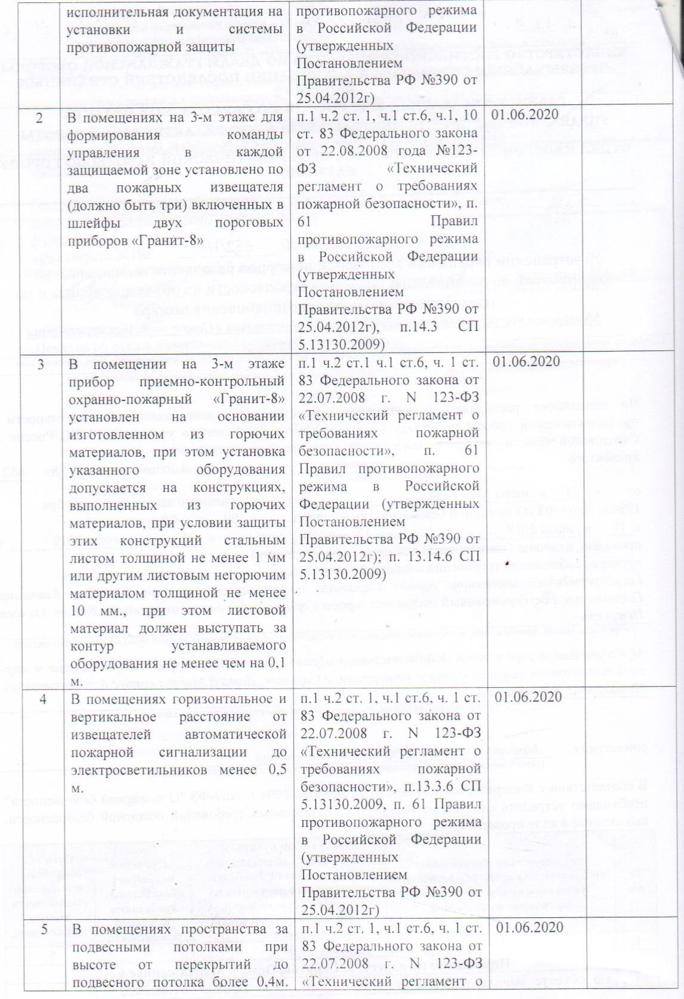 исполнительная документация на
установки и системы
противопожарной защиты
противопожарного режима
в Российской Федерации
(утвержденных
Постановлением
Правительства РФ №390 от
25.04.2012г)
2
В помещениях на 3-м этаже для
формирования команды
управления в каждой
защищаемой зоне установлено по
два пожарных извещателя
(должно быть три) включенных в
шлейфы двух пороговых
приборов «Гранит-8»
п.1 ч.2 ст. 1, ч.1 ст.6, ч.1, 10
ст. 83 Федерального закона
от 22.08.2008 года №123-
ФЗ «Технический
регламент о требованиях
пожарной безопасности», п.
61 Правил
противопожарного режима
в Российской Федерации
(утвержденных
Постановлением
Правительства РФ №390 от
25.04.2012г), п.14.3 СП
5.13130.2009)
01.06.2020
3
В помещении на 3-м этаже
прибор приемно-контрольный
охранно-пожарный «Гранит-8»
установлен на основании
изготовленном из горючих
материалов, при этом установка
указанного оборудования
допускается на конструкциях,
выполненных из горючих
материалов, при условии защиты
этих конструкций стальным
листом толщиной не менее 1 мм
или другим листовым негорючим
материалом толщиной не менее
10 мм., при этом листовой
материал должен выступать за
контур устанавливаемого
оборудования не менее чем на 0,1
м.
п.1 ч.2 ст.1 ч.1 ст.6, ч. 1 ст.
83 Федерального закона от
22.07.2008 г. N 123-ФЗ
«Технический регламент о
требованиях пожарной
безопасности», п. 61
Правил противопожарного
режима в Российской
Федерации (утвержденных
Постановлением
Правительства РФ №390 от
25.04.2012г); п. 13.14.6 СП
5.13130.2009)
01.06.2020
4
В помещениях горизонтальное и
вертикальное расстояние от
извещателей автоматической
пожарной сигнализации до
электросветильников менее 0,5
м.
п.1 ч.2 ст. 1, ч.1 ст.6, ч. 1 ст.
83 Федерального закона от
22.07.2008 г. N 123-ФЗ
«Технический регламент о
требованиях пожарной
безопасности», п.13.3.6 СП
5.13130.2009, п. 61 Правил
противопожарного режима
в Российской Федерации
(утвержденных
Постановлением
Правительства РФ №390 от
25.04.2012г)
01.06.2020
5
В помещениях пространства за
подвесными потолками при
высоте от перекрытий до
подвесного потолка более 0,4м.
п.1 ч.2 ст. 1, ч.1 ст.6, ч. 1 ст.
83 Федерального закона от
22.07.2008 г. N 123-ФЗ
«Технический регламент о
01.06.2020